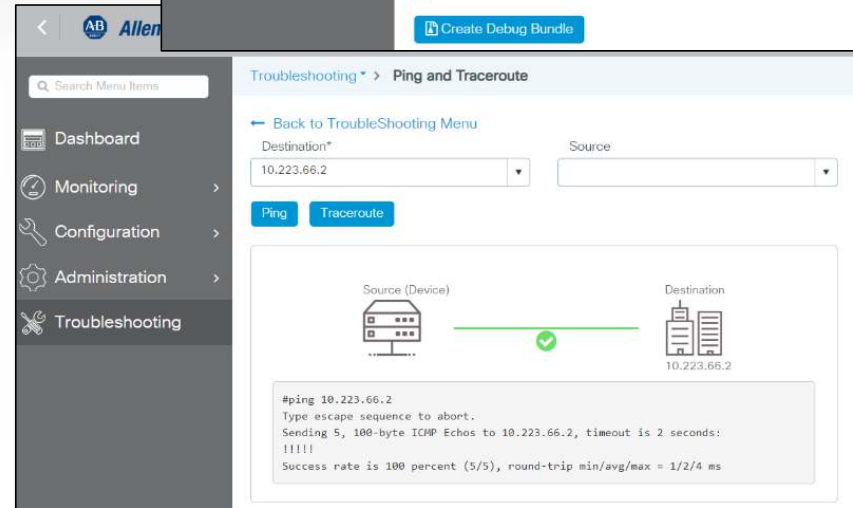 AB Allen
Create Debug Bundle
Search Menu Items
Dashboard
Monitoring
Configuration
Administration
Troubleshooting
Troubleshooting * > Ping and Traceroute
← Back to TroubleShooting Menu
Destination* Source
10.223.66.2
Ping Traceroute
Source (Device) Destination
10.223.66.2
#ping 10.223.66.2
Type escape sequence to abort.
Sending 5, 100-byte ICMP Echos to 10.223.66.2, timeout is 2 seconds:
!!!!!
Success rate is 100 percent (5/5), round-trip min/avg/max = 1/2/4 ms